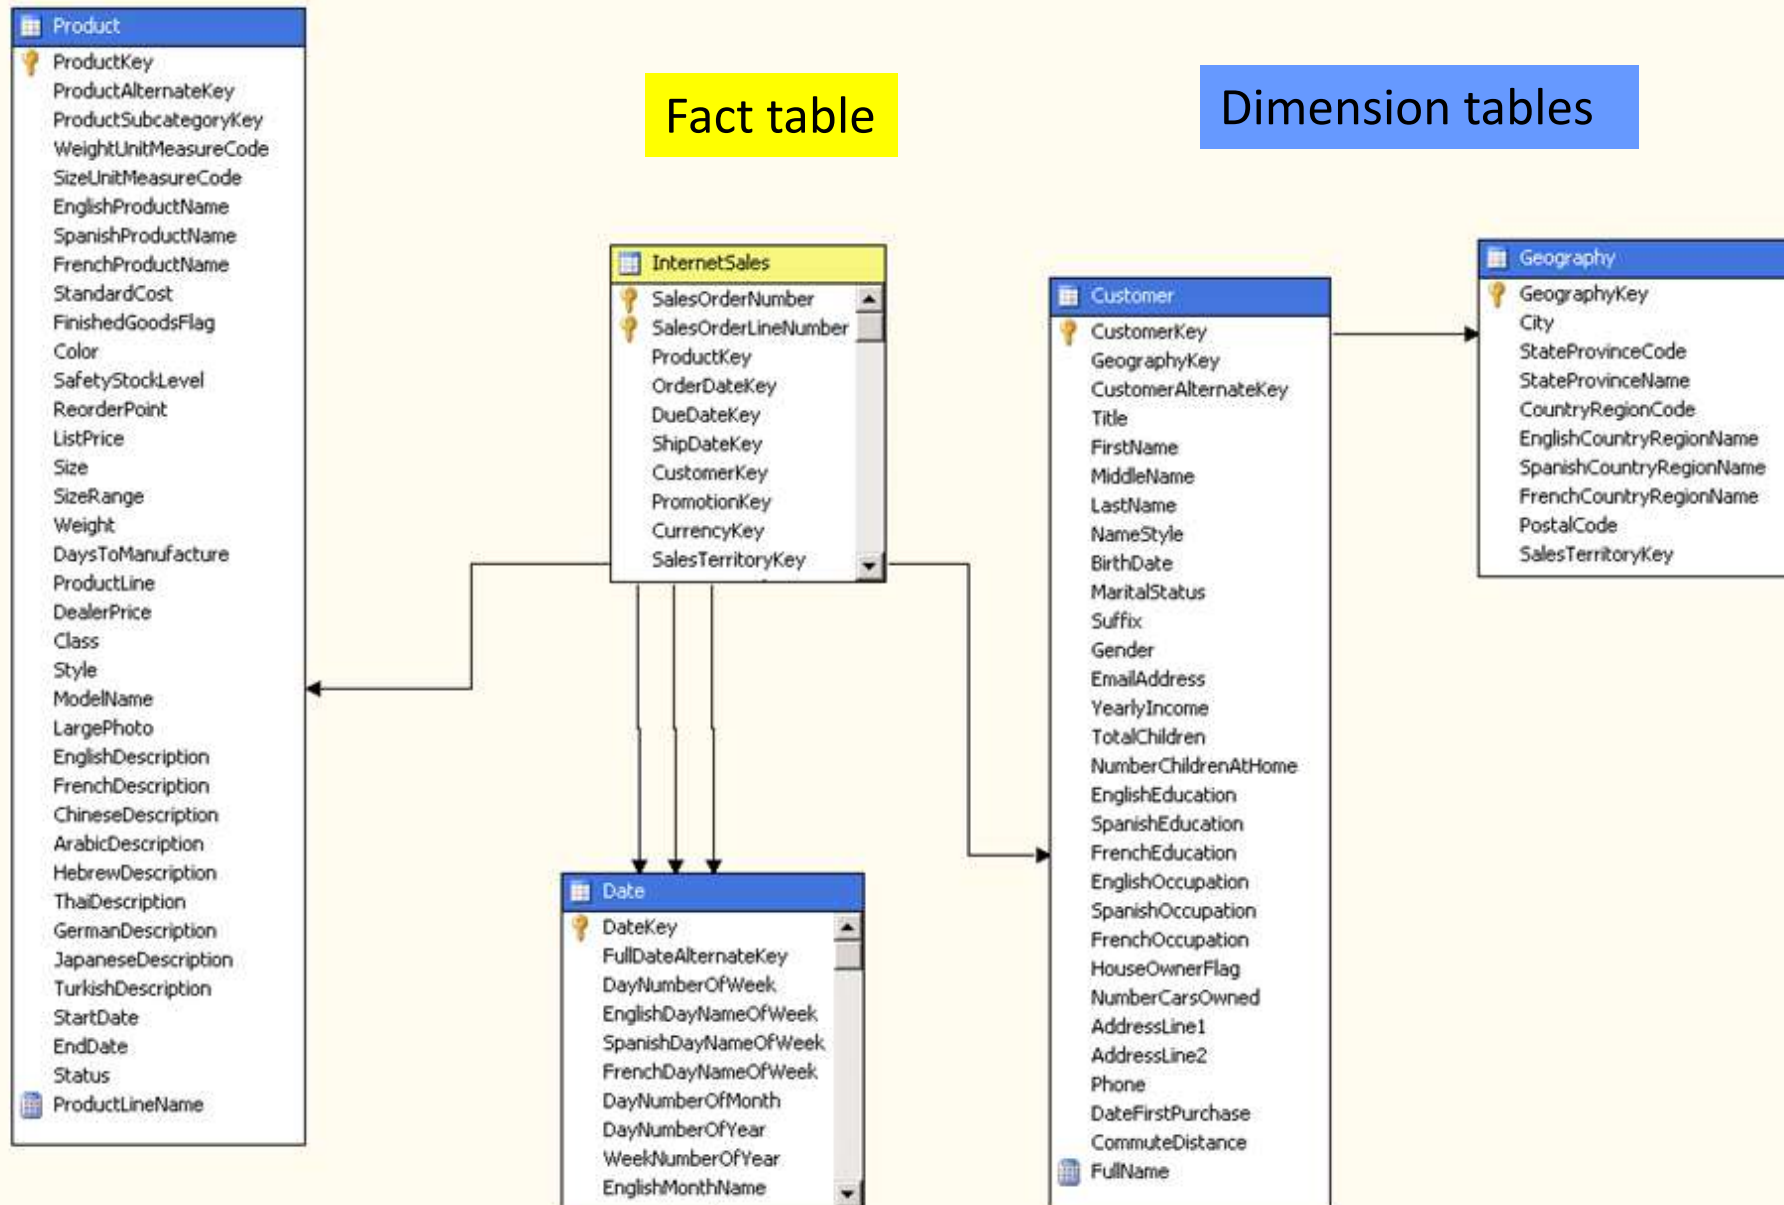 Product
ProductKey
ProductAlternateKey
ProductSubcategoryKey
WeightUnitMeasureCode
SizeUnitMeasureCode
EnglishProductName
SpanishProductName
FrenchProductName
StandardCost
FinishedGoodsFlag
Color
SafetyStockLevel
ReorderPoint
ListPrice
Size
SizeRange
Weight
DaysToManufacture
ProductLine
DealerPrice
Class
Style
ModelName
LargePhoto
EnglishDescription
FrenchDescription
ChineseDescription
ArabicDescription
HebrewDescription
ThaiDescription
GermanDescription
JapaneseDescription
TurkishDescription
StartDate
EndDate
Status
ProductLineName
Fact table
InternetSales
SalesOrderNumber
SalesOrderLineNumber
ProductKey
OrderDateKey
DueDateKey
ShipDateKey
CustomerKey
PromotionKey
CurrencyKey
SalesTerritoryKey
Date
DateKey
FullDateAlternateKey
DayNumberOfWeek
EnglishDayNameOfWeek
SpanishDayNameOfWeek
FrenchDayNameOfWeek
DayNumberOfMonth
DayNumberOfYear
WeekNumberOfYear
EnglishMonthName
Dimension tables
Customer
CustomerKey
GeographyKey
CustomerAlternateKey
Title
FirstName
MiddleName
LastName
NameStyle
BirthDate
MaritalStatus
Suffix
Gender
EmailAddress
YearlyIncome
TotalChildren
NumberChildrenAtHome
EnglishEducation
SpanishEducation
FrenchEducation
EnglishOccupation
SpanishOccupation
FrenchOccupation
HouseOwnerFlag
NumberCarsOwned
AddressLine1
AddressLine2
Phone
DateFirstPurchase
CommuteDistance
FullName
Geography
GeographyKey
City
StateProvinceCode
StateProvinceName
CountryRegionCode
EnglishCountryRegionName
SpanishCountryRegionName
FrenchCountryRegionName
PostalCode
SalesTerritoryKey